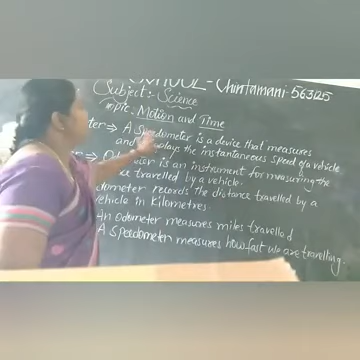 SCHOOL - Chintamani - 563125
Subject:- Science
Topic: Motion and Time
A Speedometer is a device that measures
and the instantaneous speed of a vehicle
is an instrument for measuring the
travelled by a vehicle.
records the distance travelled by a
vehicle in kilometres.
An odometer measures miles travelled
A Speedometer measures how fast we are travelling.